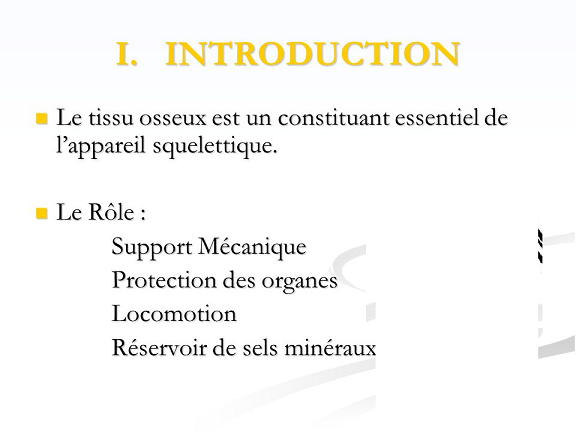 I. INTRODUCTION
Le tissu osseux est un constituant essentiel de
l’appareil squelettique.
Le Rôle :
Support Mécanique
Protection des organes
Locomotion
Réservoir de sels minéraux